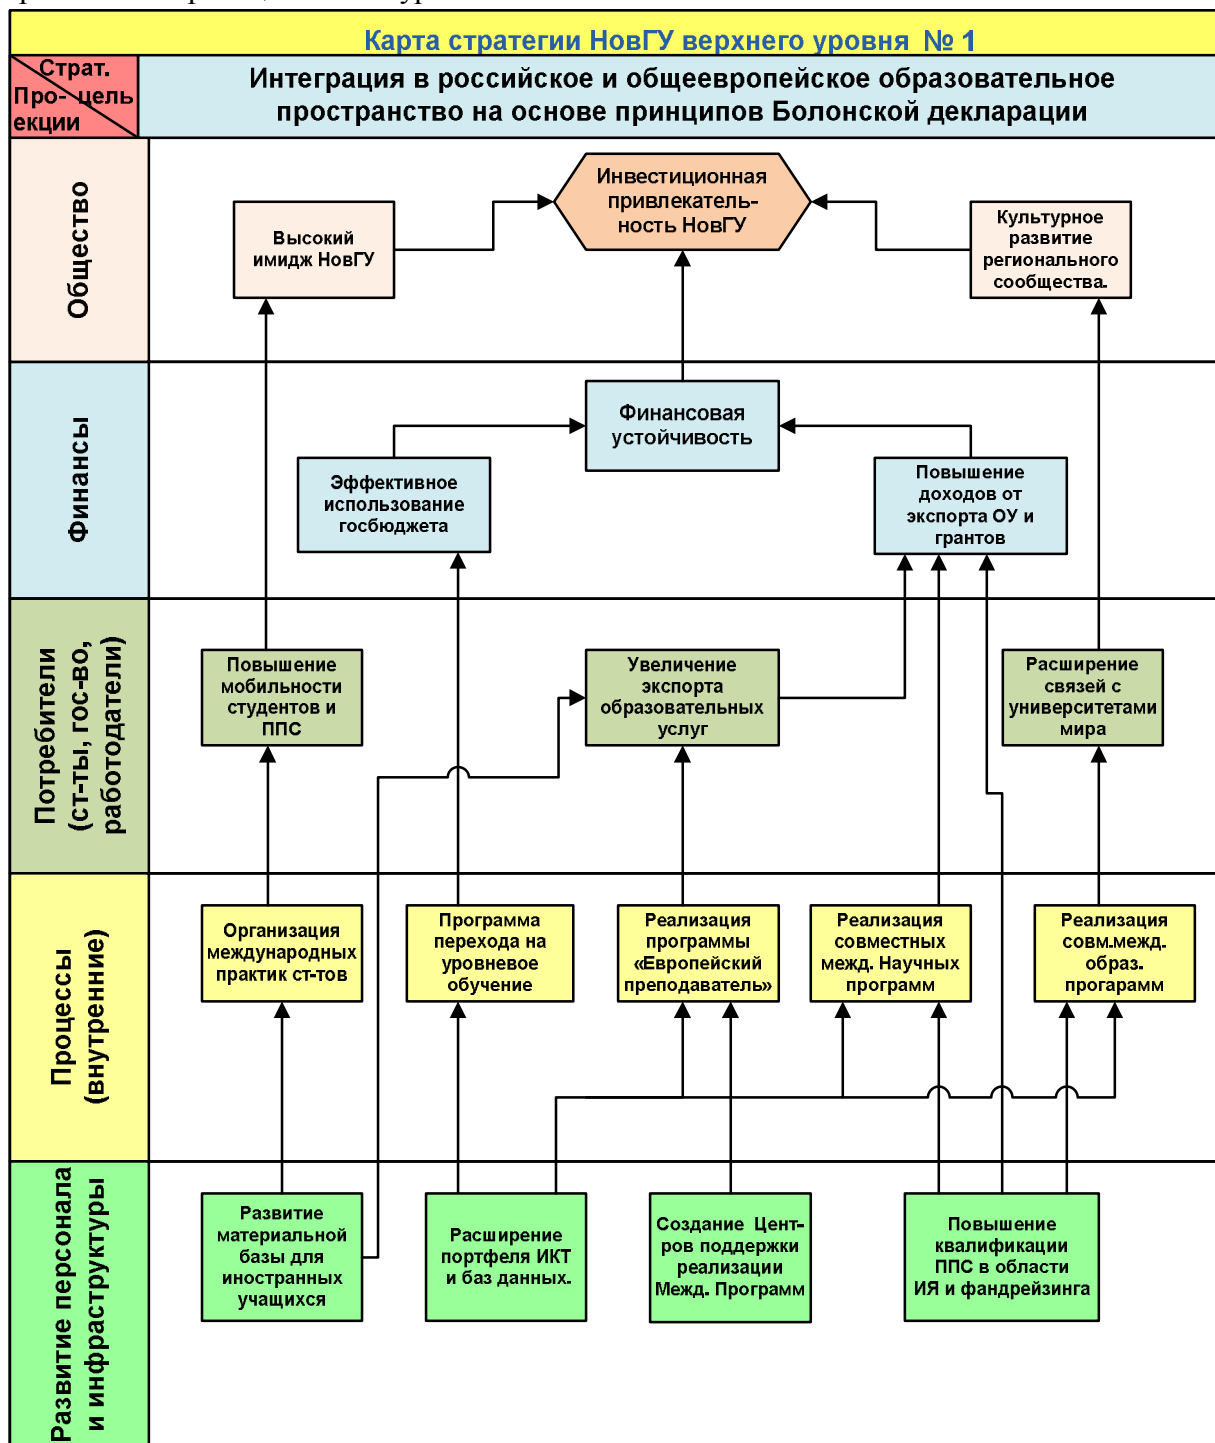 Карта стратегии НовГУ верхнего уровня № 1
Страт.
Про- цель
екции
Интеграция в российское и общеевропейское образовательное
пространство на основе принципов Болонской декларации
Общество
Инвестиционная
привлекатель-
ность НовГУ
Высокий
имидж НовГУ
Культурное
развитие
регионального
сообщества.
Финансы
Финансовая
устойчивость
Эффективное
использование
госбюджета
Повышение
доходов от
экспорта ОУ и
грантов
Потребители
(ст-ты, гос-во,
работодатели)
Повышение
мобильности
студентов и
ППС
Увеличение
экспорта
образовательных
услуг
Расширение
связей с
университетами
мира
Процессы
(внутренние)
Организация
международных
практик ст-тов
Программа
перехода на
уровневое
обучение
Реализация
программы
«Европейский
преподаватель»
Реализация
совместных
межд. Научных
программ
Реализация
совм.межд.
образ.
прогарамм
Развитие персонала
и инфраструктуры
Развитие
материальной
базы для
иностранных
учащихся
Расширение
портфеля ИКТ
и баз данных.
Создание Цент-
ров поддержки
реализации
Межд. Программ
Повышение
квалификации
ППС в области
ИЯ и фандрейзинга